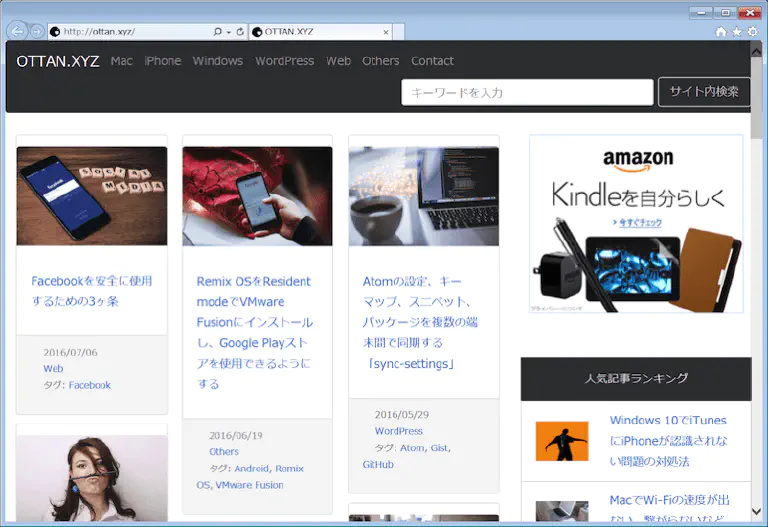 http://ottan.xyz/
OTTAN.XYZ
OTTAN.XYZ Mac iPhone Windows WordPress Web Others Contact
キーワードを入力 サイト内検索
SOCIAL
MEDIA
Facebookを安全に使用
するための3ヶ条
2016/07/06
Web
タグ: Facebook
Remix OSをResident
modeでVMware
Fusionにインストール
し、Google Playスト
アを使用できるように
する
2016/06/19
Others
タグ: Android, Remix
OS, VMware Fusion
Atomの設定、キー
マップ、スニペット、
パッケージを複数の端
末間で同期する
「sync-settings」
2016/05/29
WordPress
タグ: Atom, Gist,
GitHub
amazon
Kindleを自分らしく
今すぐチェック
プライバシーについて
人気記事ランキング
Windows 10でiTunes
にiPhoneが認識されな
い問題の対処法
MacでWi-Fiの速度が出
ない、繋がらないなど